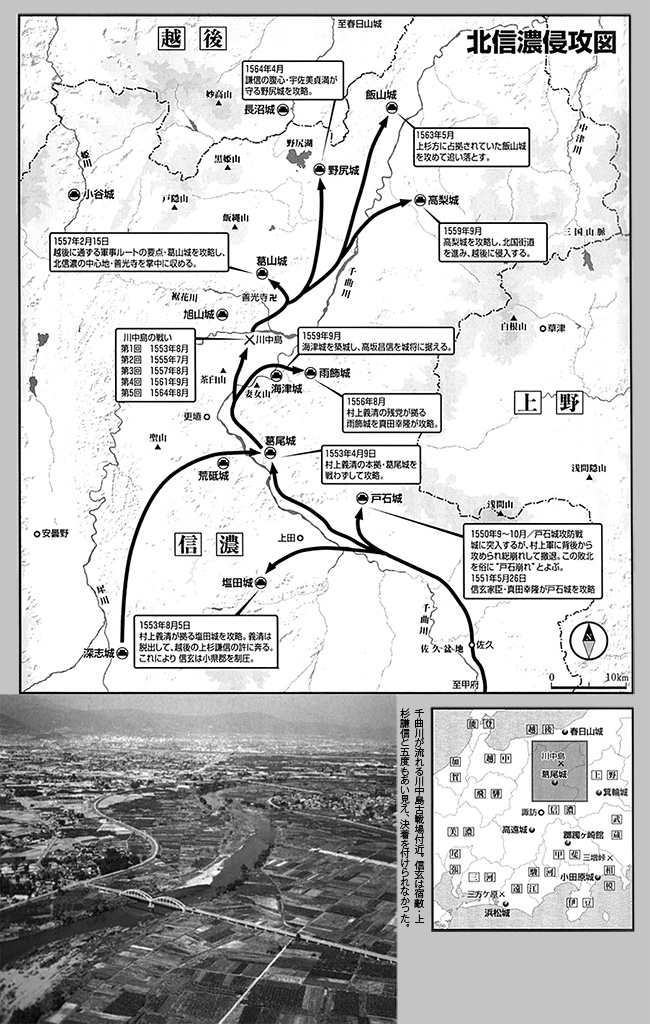 北信濃侵攻図
越後
至春日山城
1564年4月
謙信の腹心・宇佐美貞満が
守る野尻城を攻略。
妙高山
長沼城
飯山城
1563年5月
上杉方に占拠されていた飯山城
を攻めて追い落とす。
中津川
姫川
野尻湖
黒姫山
野尻城
小谷城
戸隠山
高梨城
飯縄山
三国山脈
1557年2月15日
越後に通ずる軍事ルートの要点・葛山城を攻略し、
北信濃の中心地・善光寺を掌中に収める。
1559年9月
高梨城を攻略し、北国街道
を進み、越後に侵入する。
葛山城
千曲川
裾花川
善光寺卍
旭山城
白根山
草津
川中島の戦い
第1回 1553年8月
第2回 1555年7月
第3回 1557年8月
第4回 1561年9月
第5回 1564年8月
川中島
1559年9月
海津城を築城し、高坂昌信を城将に据える。
茶臼山
海津城
雨飾城
妻女山
上野
1556年8月
村上義清の残党が拠る
雨飾城を真田幸隆が攻略。
更埴
聖山
葛尾城
1553年4月9日
村上義清の本拠・葛尾城を
戦わずして攻略。
荒砥城
浅間隠山
戸石城
浅間山
安曇野
信濃
上田
1550年9〜10月/戸石城攻防戦
城に突入するが、村上軍に背後から
攻められ総崩れして撤退。この敗北
を俗に“戸石崩れ”とよぶ。
1551年5月26日
信玄家臣・真田幸隆が戸石城を攻略
塩田城
犀川
1553年8月5日
村上義清が拠る塩田城を攻略。義清は
脱出して、越後の上杉謙信の許に奔る。
これにより信玄は小県郡を制圧。
千曲川
深志城
佐久盆地
佐久
至甲府
N
0
10km
千曲川が流れる川中島古戦場付近。信玄は宿敵・上
杉謙信と五度もあい見え、決着を付けられなかった。
能登
越後
春日山城
川中島
加賀
越中
葛尾城
上野
飛騨
箕輪城
諏訪
信濃
武蔵
美濃
高遠城
躑躅ヶ崎館
尾張
甲斐
三増峠
三河
駿河
小田原城
相模
遠江
三方ケ原
伊豆
浜松城